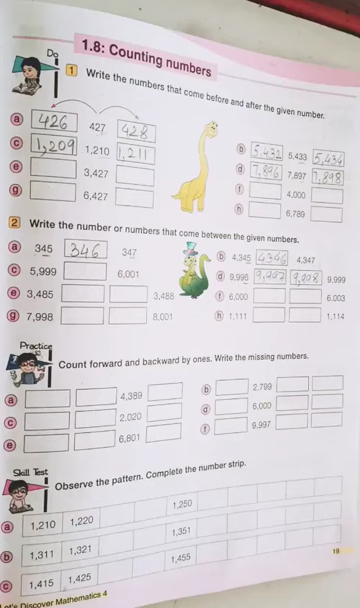 Do
1.8: Counting numbers
1 Write the numbers that come before and after the given number.
a 426 427 428
b 5,432 5,433 5,434
c 1,209 1,210 1,211
d 7,896 7,897 7,898
e 3,427
f 4,000
g 6,427
h 6,789
2 Write the number or numbers that come between the given numbers.
a 345 346 347
b 4,345 4346 4,347
c 5,999 6,001
d 9,996 9,997 9,998 9,999
e 3,485 3,488
f 6,000 6,003
g 7,998 8,001
h 1,111 1,114
Practice
Count forward and backward by ones. Write the missing numbers.
a 4,389
b 2,799
c 2,020
d 6,000
e 6,801
f 9,997
Skill Test
Observe the pattern. Complete the number strip.
a 1,210 1,220 1,250
b 1,311 1,321 1,351
c 1,415 1,425 1,455
19
Let's Discover Mathematics 4